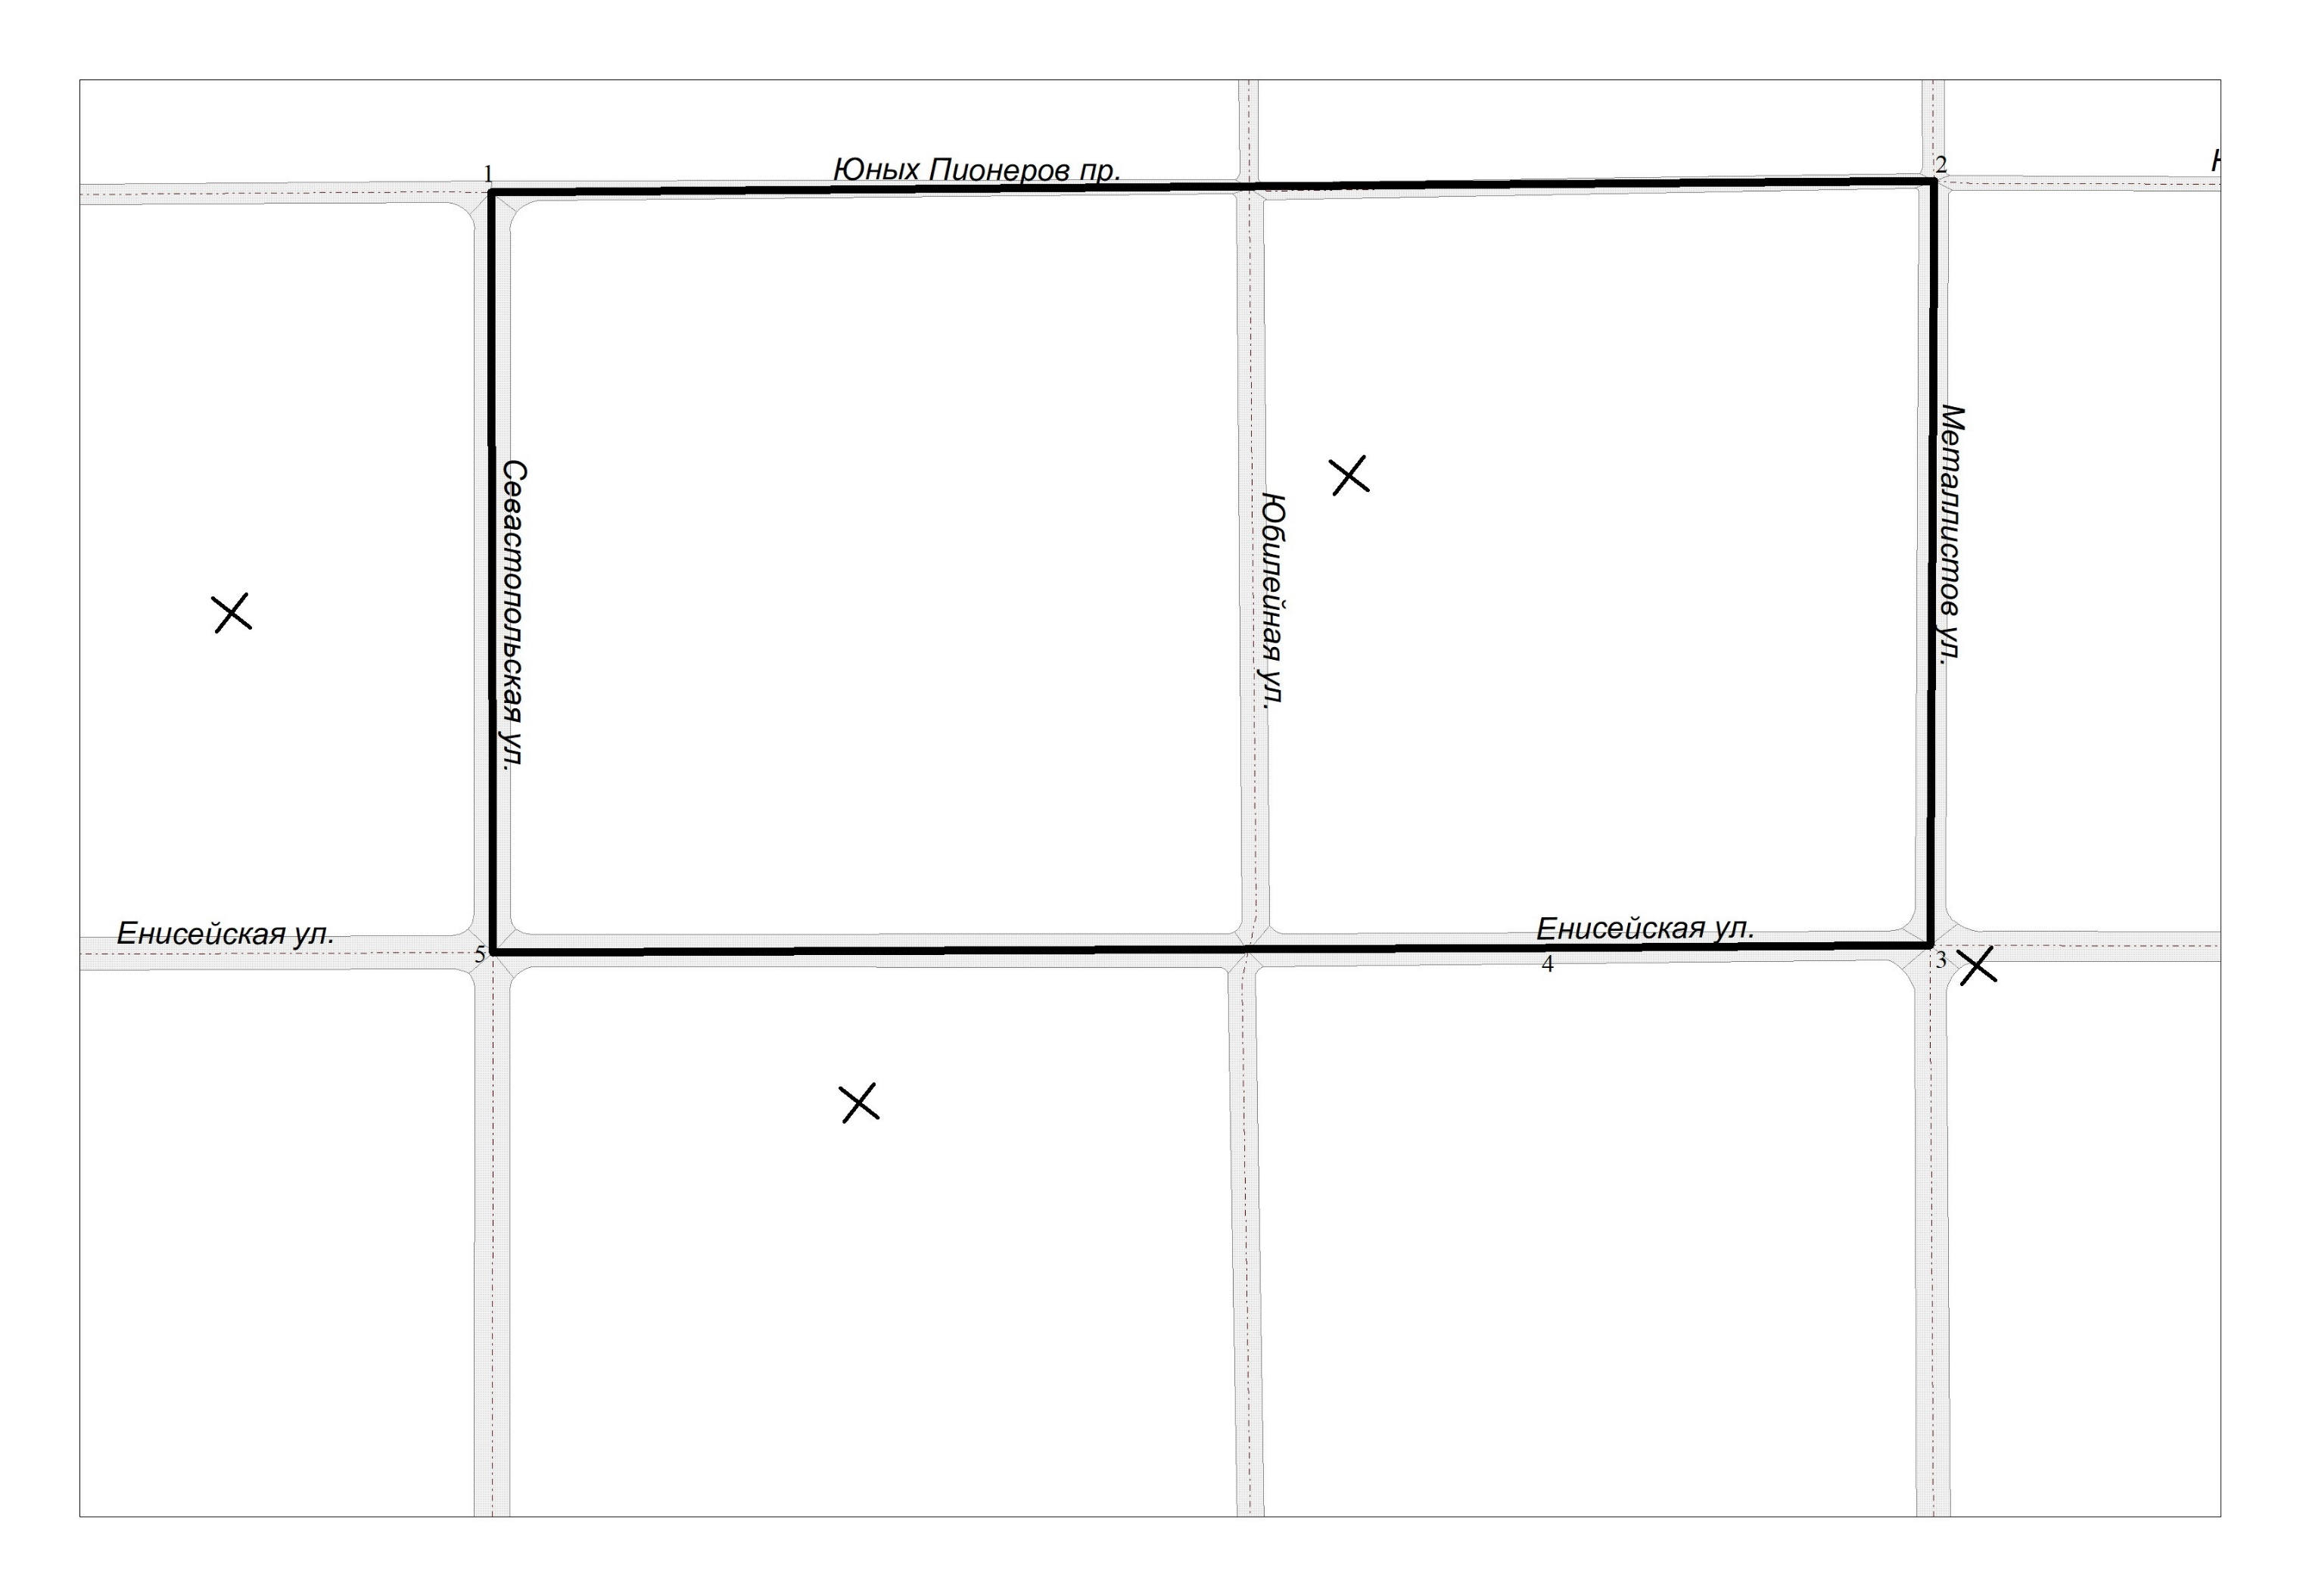 1
Юных Пионеров пр.
2
Севастопольская ул.
Юбилейная ул.
Металлистов ул.
Енисейская ул.
Енисейская ул.
5
4
3